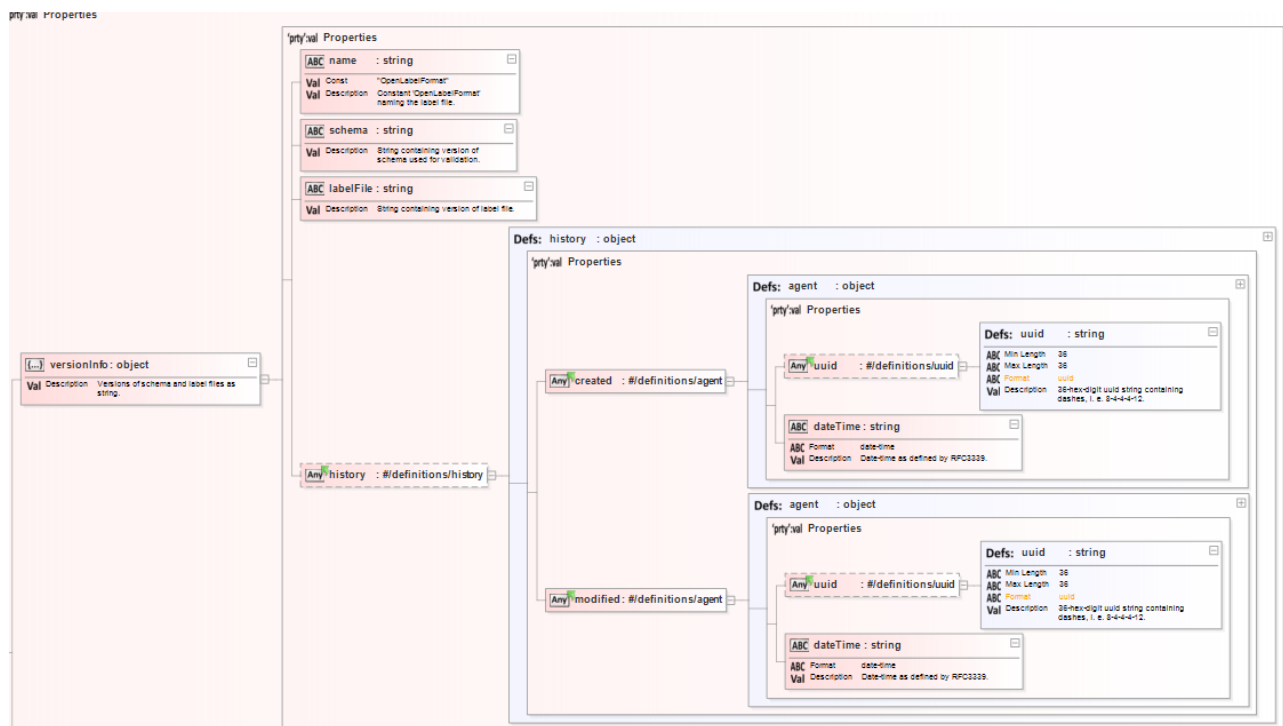 'prty':val Properties
'prty':val Properties
ABC name : string
Val Const "OpenLabelFormat"
Val Description Constant 'OpenLabelFormat'
naming the label file.
ABC schema : string
Val Description String containing version of
schema used for validation.
ABC labelFile : string
Val Description String containing version of label file.
Defs: history : object
'prty':val Properties
Defs: agent : object
'prty':val Properties
Defs: uuid : string
ABC Min Length 36
ABC Max Length 36
ABC Format uuid
Val Description 36-hex-digit uuid string containing
dashes, i. e. 8-4-4-4-12.
Any uuid : #/definitions/uuid
{...} versionInfo : object
Val Description Versions of schema and label files as
string.
Any created : #/definitions/agent
ABC dateTime : string
ABC Format date-time
Val Description Date-time as defined by RFC3339.
Any history : #/definitions/history
Defs: agent : object
'prty':val Properties
Defs: uuid : string
ABC Min Length 36
ABC Max Length 36
ABC Format uuid
Val Description 36-hex-digit uuid string containing
dashes, i. e. 8-4-4-4-12.
Any uuid : #/definitions/uuid
Any modified : #/definitions/agent
ABC dateTime : string
ABC Format date-time
Val Description Date-time as defined by RFC3339.